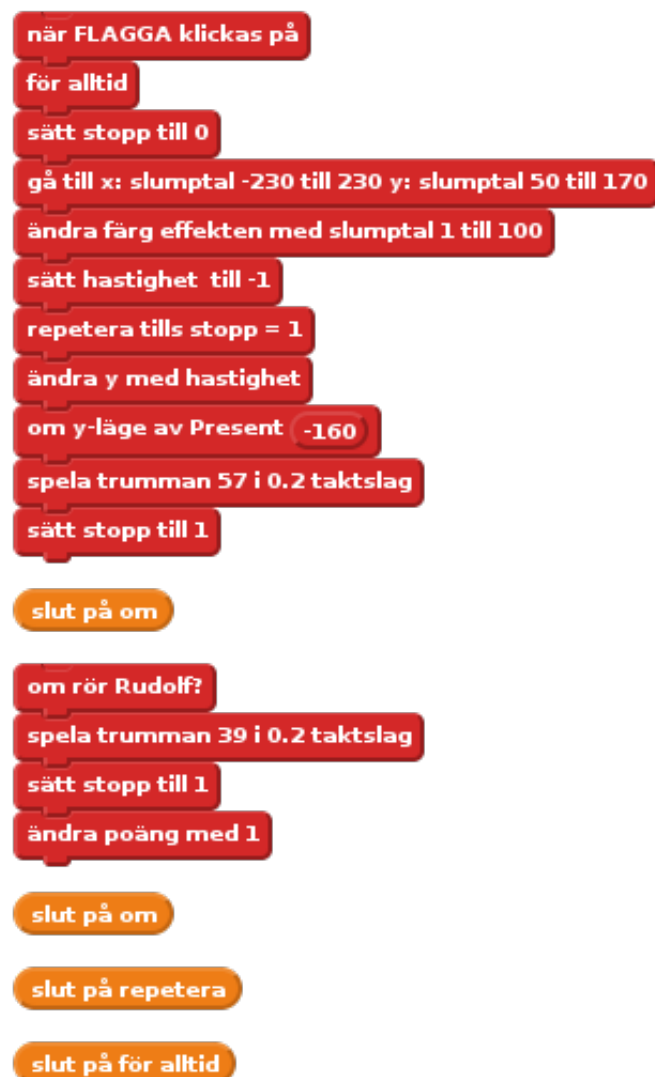 när FLAGGA klickas på
för alltid
sätt stopp till 0
gå till x: slumptal -230 till 230 y: slumptal 50 till 170
ändra färg effekten med slumptal 1 till 100
sätt hastighet till -1
repetera tills stopp = 1
ändra y med hastighet
om y-läge av Present -160
spela trumman 57 i 0.2 taktslag
sätt stopp till 1
slut på om
om rör Rudolf?
spela trumman 39 i 0.2 taktslag
sätt stopp till 1
ändra poäng med 1
slut på om
slut på repetera
slut på för alltid